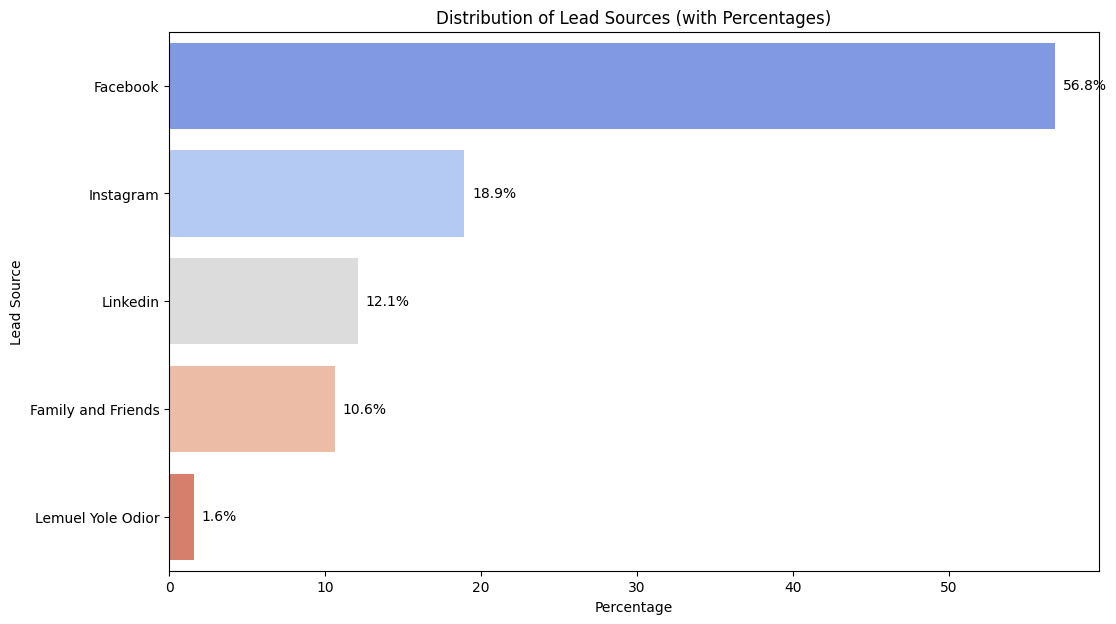 Distribution of Lead Sources (with Percentages)
Lead Source
Facebook
56.8%
Instagram
18.9%
Linkedin
12.1%
Family and Friends
10.6%
Lemuel Yole Odior
1.6%
0 10 20 30 40 50
Percentage